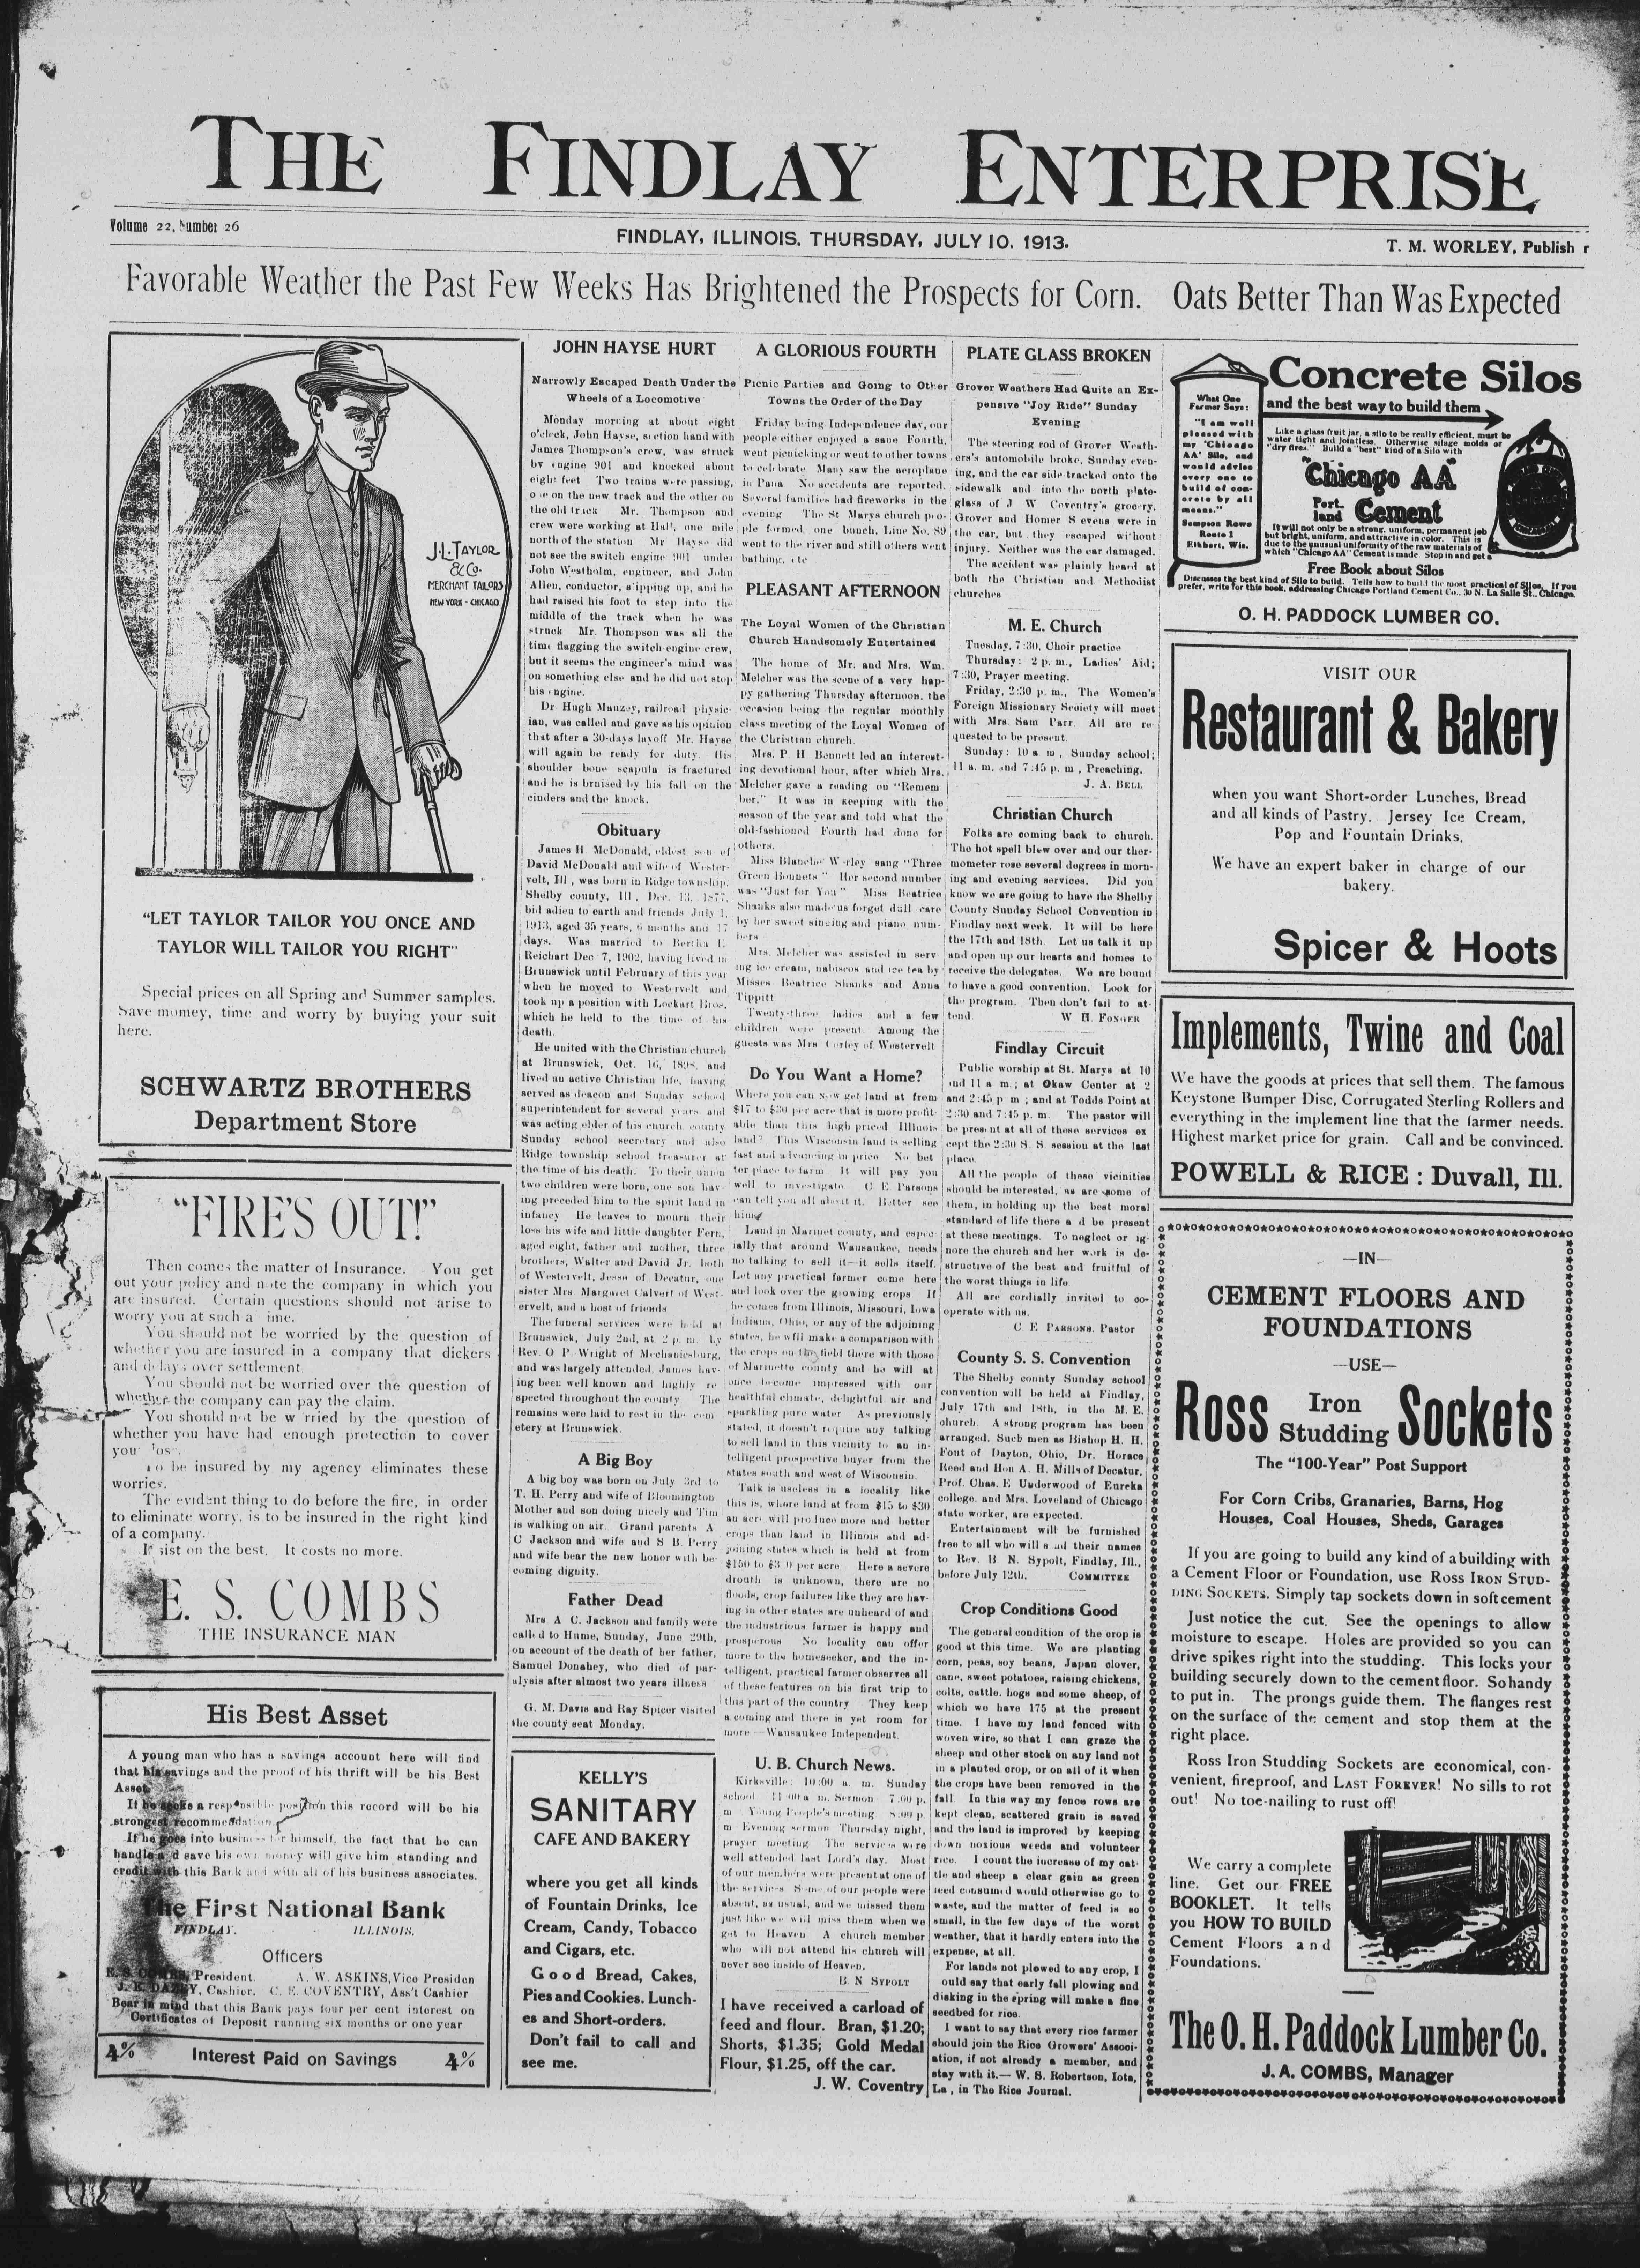 THE FINDLAY ENTERPRISE
Volume 22, Number 26
FINDLAY, ILLINOIS, THURSDAY, JULY 10, 1913.
T. M. WORLEY, Publish r
Favorable Weather the Past Few Weeks Has Brightened the Prospects for Corn. Oats Better Than Was Expected
J. L. TAYLOR
& Co.
MERCHANT TAILORS
NEW YORK - CHICAGO
"LET TAYLOR TAILOR YOU ONCE AND
TAYLOR WILL TAILOR YOU RIGHT"
Special prices on all Spring and Summer samples.
Save momey, time and worry by buying your suit
here.
SCHWARTZ BROTHERS
Department Store
"FIRE'S OUT!"
Then comes the matter of Insurance. You get
out your policy and note the company in which you
are insured. Certain questions should not arise to
worry you at such a ime.
You should not be worried by the question of
whether you are insured in a company that dickers
and delays over settlement.
You should not be worried over the question of
whether the company can pay the claim.
You should not be w rried by the question of
whether you have had enough protection to cover
you los.
To be insured by my agency eliminates these
worries.
The evident thing to do before the fire, in order
to eliminate worry, is to be insured in the right kind
of a company.
I sist on the best. It costs no more.
E. S. COMBS
THE INSURANCE MAN
His Best Asset
A young man who has a savings account here will find
that his savings and the proof of his thrift will be his Best
Asset.
If he seeks a responsible position this record will be his
strongest recommendation.
If he goes into business for himself, the fact that he can
handle a d save his own money will give him standing and
credit with this Bank and with all of his business associates.
The First National Bank
FINDLAY. ILLINOIS.
Officers
E. S. COMBS, President. A. W. ASKINS, Vice Presiden
J. E. DAZEY, Cashier. C. E. COVENTRY, Ass't Cashier
Bear in mind that this Bank pays four per cent interest on
Certificates of Deposit running six months or one year
4% Interest Paid on Savings 4%
JOHN HAYSE HURT
Narrowly Escaped Death Under the
Wheels of a Locomotive
Monday morning at about eight
o'clock, John Hayse, section hand with
James Thompson's crew, was struck
by engine 901 and knocked about
eight feet Two trains were passing,
one on the new track and the other on
the old track Mr. Thompson and
crew were working at Hall, one mile
north of the station Mr Hayse did
not see the switch engine 901 under
John Westholm, engineer, and John
Allen, conductor, slipping up, and he
had raised his foot to step into the
middle of the track when he was
struck Mr. Thompson was all the
time flagging the switch-engine crew,
but it seems the engineer's mind was
on something else and he did not stop
his engine.
Dr Hugh Mauzey, railroad physic-
ian, was called and gave as his opinion
that after a 30-days layoff Mr. Hayse
will again be ready for duty. His
shoulder bone scapula is fractured
and he is bruised by his fall on the
cinders and the knock.
Obituary
James H McDonald, eldest son of
David McDonald and wife of Wester-
velt, Ill, was born in Ridge township,
Shelby county, Ill., Dec. 13, 1877,
bid adieu to earth and friends July 1,
1913, aged 35 years, 6 months and 17
days. Was married to Bertha E.
Reichart Dec 7, 1902, having lived in
Brunswick until February of this year
when he moved to Westervelt and
took up a position with Lockart Bros.
which he held to the time of his
death.
He united with the Christian church
at Brunswick, Oct. 16, 1898, and
lived an active Christian life, having
served as deacon and Sunday school
superintendent for several years and
was acting elder of his church, county
Sunday school secretary and also
Ridge township school treasurer at
the time of his death. To their union
two children were born, one son hav-
ing preceded him to the spirit land in
infancy He leaves to mourn their
loss his wife and little daughter Fern,
aged eight, father and mother, three
brothers, Walter and David Jr. both
of Westervelt, Jesse of Decatur, one
sister Mrs. Margaret Calvert of West-
ervelt, and a host of friends
The funeral services were held at
Brunswick, July 2nd, at 2 p. m. by
Rev. O P Wright of Mechanicsburg,
and was largely attended, James hav-
ing been well known and highly re
spected throughout the county The
remains were laid to rest in the cem
etery at Brunswick.
A Big Boy
A big boy was born on July 3rd to
T. H. Perry and wife of Bloomington
Mother and son doing nicely and Tim
is walking on air Grand parents A
C Jackson and wife and S B Perry
and wife bear the new honor with be
coming dignity.
Father Dead
Mrs A C. Jackson and family were
called to Hume, Sunday, June 29th,
on account of the death of her father,
Samuel Donahey, who died of par-
alysis after almost two years illness
G. M. Davis and Ray Spicer visited
the county seat Monday.
KELLY'S
SANITARY
CAFE AND BAKERY
where you get all kinds
of Fountain Drinks, Ice
Cream, Candy, Tobacco
and Cigars, etc.
Good Bread, Cakes,
Pies and Cookies. Lunch-
es and Short-orders.
Don't fail to call and
see me.
A GLORIOUS FOURTH
Picnic Parties and Going to Other
Towns the Order of the Day
Friday being Independence day, our
people either enjoyed a sane Fourth,
went picnicking or went to other towns
to celebrate Many saw the aeroplane
in Pana No accidents are reported.
Several families had fireworks in the
evening The St Marys church peo-
ple formed one bunch, Line No. 89
went to the river and still others went
bathing, etc
PLEASANT AFTERNOON
The Loyal Women of the Christian
Church Handsomely Entertained
The home of Mr. and Mrs. Wm.
Melcher was the scene of a very hap-
py gathering Thursday afternoon, the
occasion being the regular monthly
class meeting of the Loyal Women of
the Christian church.
Mrs. P H Bennett led an interest-
ing devotional hour, after which Mrs.
Melcher gave a reading on "Remem
ber." It was in keeping with the
season of the year and told what the
old-fashioned Fourth had done for
others.
Miss Blanche W rley sang "Three
Green Bonnets" Her second number
was "Just for You" Miss Beatrice
Shanks also made us forget dull care
by her sweet singing and piano num-
bers
Mrs. Melcher was assisted in serv
ing ice cream, nabiscos and ice tea by
Misses Beatrice Shanks and Anna
Tippitt
Twenty-three ladies and a few
children were present Among the
guests was Mrs Corley of Westervelt
Do You Want a Home?
Where you can now get land at from
$17 to $30 per acre that is more profit-
able than this high priced Illinois
land? This Wisconsin land is selling
fast and advancing in price No bet
ter place to farm It will pay you
well to investigate. C E Parsons
can tell you all about it. Better see
him
Land in Marinet county, and espec
ially that around Wausaukee, needs
no talking to sell it—it sells itself.
Let any practical farmer come here
and look over the growing crops. If
he comes from Illinois, Missouri, Iowa
Indiana, Ohio, or any of the adjoining
states, he will make a comparison with
the crops on the field there with those
of Marinette county and he will at
once become impressed with our
healthful climate, delightful air and
sparkling pure water As previously
stated, it doesn't require any talking
to sell land in this vicinity to an in-
telligent prospective buyer from the
states south and west of Wisconsin.
Talk is useless in a locality like
this is, where land at from $15 to $30
an acre will produce more and better
crops than land in Illinois and ad-
joining states which is held at from
$150 to $3 0 per acre Here a severe
drouth is unknown, there are no
floods, crop failures like they are hav-
ing in other states are unheard of and
the industrious farmer is happy and
prosperous No locality can offer
more to the homeseeker, and the in-
telligent, practical farmer observes all
of these features on his first trip to
this part of the country They keep
a coming and there is yet room for
more —Wausaukee Independent.
U. B. Church News.
Kirksville: 10:00 a. m. Sunday
school 11 00 a m. Sermon 7:00 p.
m Young People's meeting 8:00 p.
m Evening sermon Thursday night,
prayer meeting The services were
well attended last Lord's day. Most
of our members were present at one of
the services Some of our people were
absent, as usual, and we missed them
just like we will miss them when we
get to Heaven A church member
who will not attend his church will
never see inside of Heaven.
B N SYPOLT
I have received a carload of
feed and flour. Bran, $1.20;
Shorts, $1.35; Gold Medal
Flour, $1.25, off the car.
J. W. Coventry
PLATE GLASS BROKEN
Grover Weathers Had Quite an Ex-
pensive "Joy Ride" Sunday
Evening
The steering rod of Grover Weath-
ers's automobile broke, Sunday even-
ing, and the car side tracked onto the
sidewalk and into the north plate-
glass of J W Coventry's grocery.
Grover and Homer S evens were in
the car, but they escaped without
injury. Neither was the car damaged.
The accident was plainly heard at
both the Christian and Methodist
churches
M. E. Church
Tuesday, 7:30, Choir practice
Thursday: 2 p. m., Ladies' Aid;
7:30, Prayer meeting.
Friday, 2:30 p. m., The Women's
Foreign Missionary Society will meet
with Mrs. Sam Parr. All are re-
quested to be present.
Sunday: 10 a m, Sunday school;
11 a. m. and 7:45 p. m, Preaching.
J. A. BELL
Christian Church
Folks are coming back to church.
The hot spell blew over and our ther-
mometer rose several degrees in morn-
ing and evening services. Did you
know we are going to have the Shelby
County Sunday School Convention in
Findlay next week. It will be here
the 17th and 18th. Let us talk it up
and open up our hearts and homes to
receive the delegates. We are bound
to have a good convention. Look for
the program. Then don't fail to at-
tend. W H. FONGER
Findlay Circuit
Public worship at St. Marys at 10
and 11 a m.; at Okaw Center at 2
and 2:45 p m; and at Todds Point at
2:30 and 7:45 p. m. The pastor will
be present at all of these services ex
cept the 2:30 S. S session at the last
place.
All the people of these vicinities
should be interested, as are some of
them, in holding up the best moral
standard of life there a d be present
at these meetings. To neglect or ig-
nore the church and her work is de-
structive of the best and fruitful of
the worst things in life.
All are cordially invited to co-
operate with us.
C. E PARSONS, Pastor
County S. S. Convention
The Shelby county Sunday school
convention will be held at Findlay,
July 17th and 18th, in the M. E.
church. A strong program has been
arranged. Such men as Bishop H. H.
Fout of Dayton, Ohio, Dr. Horace
Reed and Hon A. H. Mills of Decatur,
Prof. Chas. E Underwood of Eureka
college, and Mrs. Loveland of Chicago
state worker, are expected.
Entertainment will be furnished
free to all who will s nd their names
to Rev. B. N. Sypolt, Findlay, Ill.,
before July 12th. COMMITTEE
Crop Conditions Good
The general condition of the crop is
good at this time. We are planting
corn, peas, soy beans, Japan clover,
cane, sweet potatoes, raising chickens,
colts, cattle, hogs and some sheep, of
which we have 175 at the present
time. I have my land fenced with
woven wire, so that I can graze the
sheep and other stock on any land not
in a planted crop, or on all of it when
the crops have been removed in the
fall. In this way my fence rows are
kept clean, scattered grain is saved
and the land is improved by keeping
down noxious weeds and volunteer
rice. I count the increase of my cat-
tle and sheep a clear gain as green
feed consumed would otherwise go to
waste, and the matter of feed is so
small, in the few days of the worst
weather, that it hardly enters into the
expense, at all.
For lands not plowed to any crop, I
ould say that early fall plowing and
disking in the spring will make a fine
seedbed for rice.
I want to say that every rice farmer
should join the Rice Growers' Associ-
ation, if not already a member, and
stay with it.—W. S. Robertson, Iota,
La, in The Rice Journal.
Concrete Silos
and the best way to build them
What One
Farmer Says:
"I am well
pleased with
my 'Chicago
AA' Silo, and
would advise
every one to
build of con-
crete by all
means."
Sampson Rowe
Route 1
Elkhart, Wis.
Like a glass fruit jar, a silo to be really efficient, must be
water tight and jointless. Otherwise silage molds or
"dry fires." Build a "best" kind of a Silo with
"Chicago AA"
Port-
land Cement
It will not only be a strong, uniform, permanent job
but bright, uniform, and attractive in color. This is
due to the unusual uniformity of the raw materials of
which "Chicago AA" Cement is made. Stop in and get a
Free Book about Silos
Discusses the best kind of Silo to build. Tells how to build the most practical of Silos. If you
prefer, write for this book, addressing Chicago Portland Cement Co., 30 N. La Salle St., Chicago.
O. H. PADDOCK LUMBER CO.
VISIT OUR
Restaurant & Bakery
when you want Short-order Lunches, Bread
and all kinds of Pastry. Jersey Ice Cream,
Pop and Fountain Drinks,
We have an expert baker in charge of our
bakery.
Spicer & Hoots
Implements, Twine and Coal
We have the goods at prices that sell them. The famous
Keystone Bumper Disc, Corrugated Sterling Rollers and
everything in the implement line that the farmer needs.
Highest market price for grain. Call and be convinced.
POWELL & RICE : Duvall, Ill.
—IN—
CEMENT FLOORS AND
FOUNDATIONS
—USE—
Ross Iron Studding Sockets
The "100-Year" Post Support
For Corn Cribs, Granaries, Barns, Hog
Houses, Coal Houses, Sheds, Garages
If you are going to build any kind of a building with
a Cement Floor or Foundation, use ROSS IRON STUD-
DING SOCKETS. Simply tap sockets down in soft cement
Just notice the cut. See the openings to allow
moisture to escape. Holes are provided so you can
drive spikes right into the studding. This locks your
building securely down to the cement floor. So handy
to put in. The prongs guide them. The flanges rest
on the surface of the cement and stop them at the
right place.
Ross Iron Studding Sockets are economical, con-
venient, fireproof, and LAST FOREVER! No sills to rot
out! No toe-nailing to rust off!
We carry a complete
line. Get our FREE
BOOKLET. It tells
you HOW TO BUILD
Cement Floors and
Foundations.
The O. H. Paddock Lumber Co.
J. A. COMBS, Manager